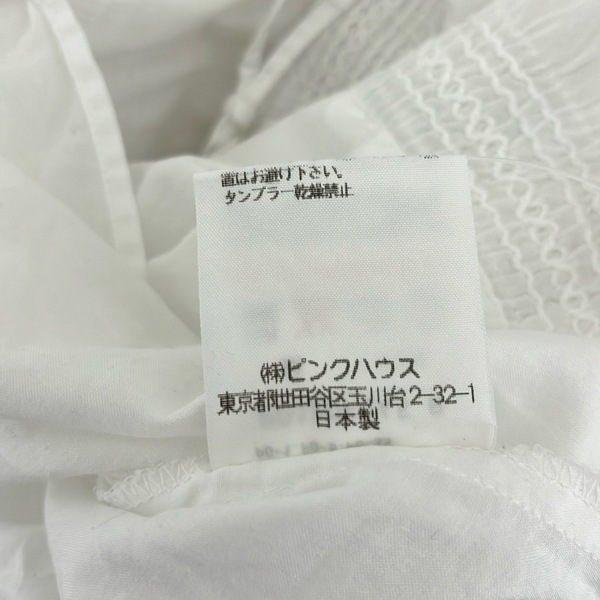 置はお避け下さい。
タンブラー乾燥禁止
(株)ピンクハウス
東京都世田谷区玉川台2-32-1
日本製